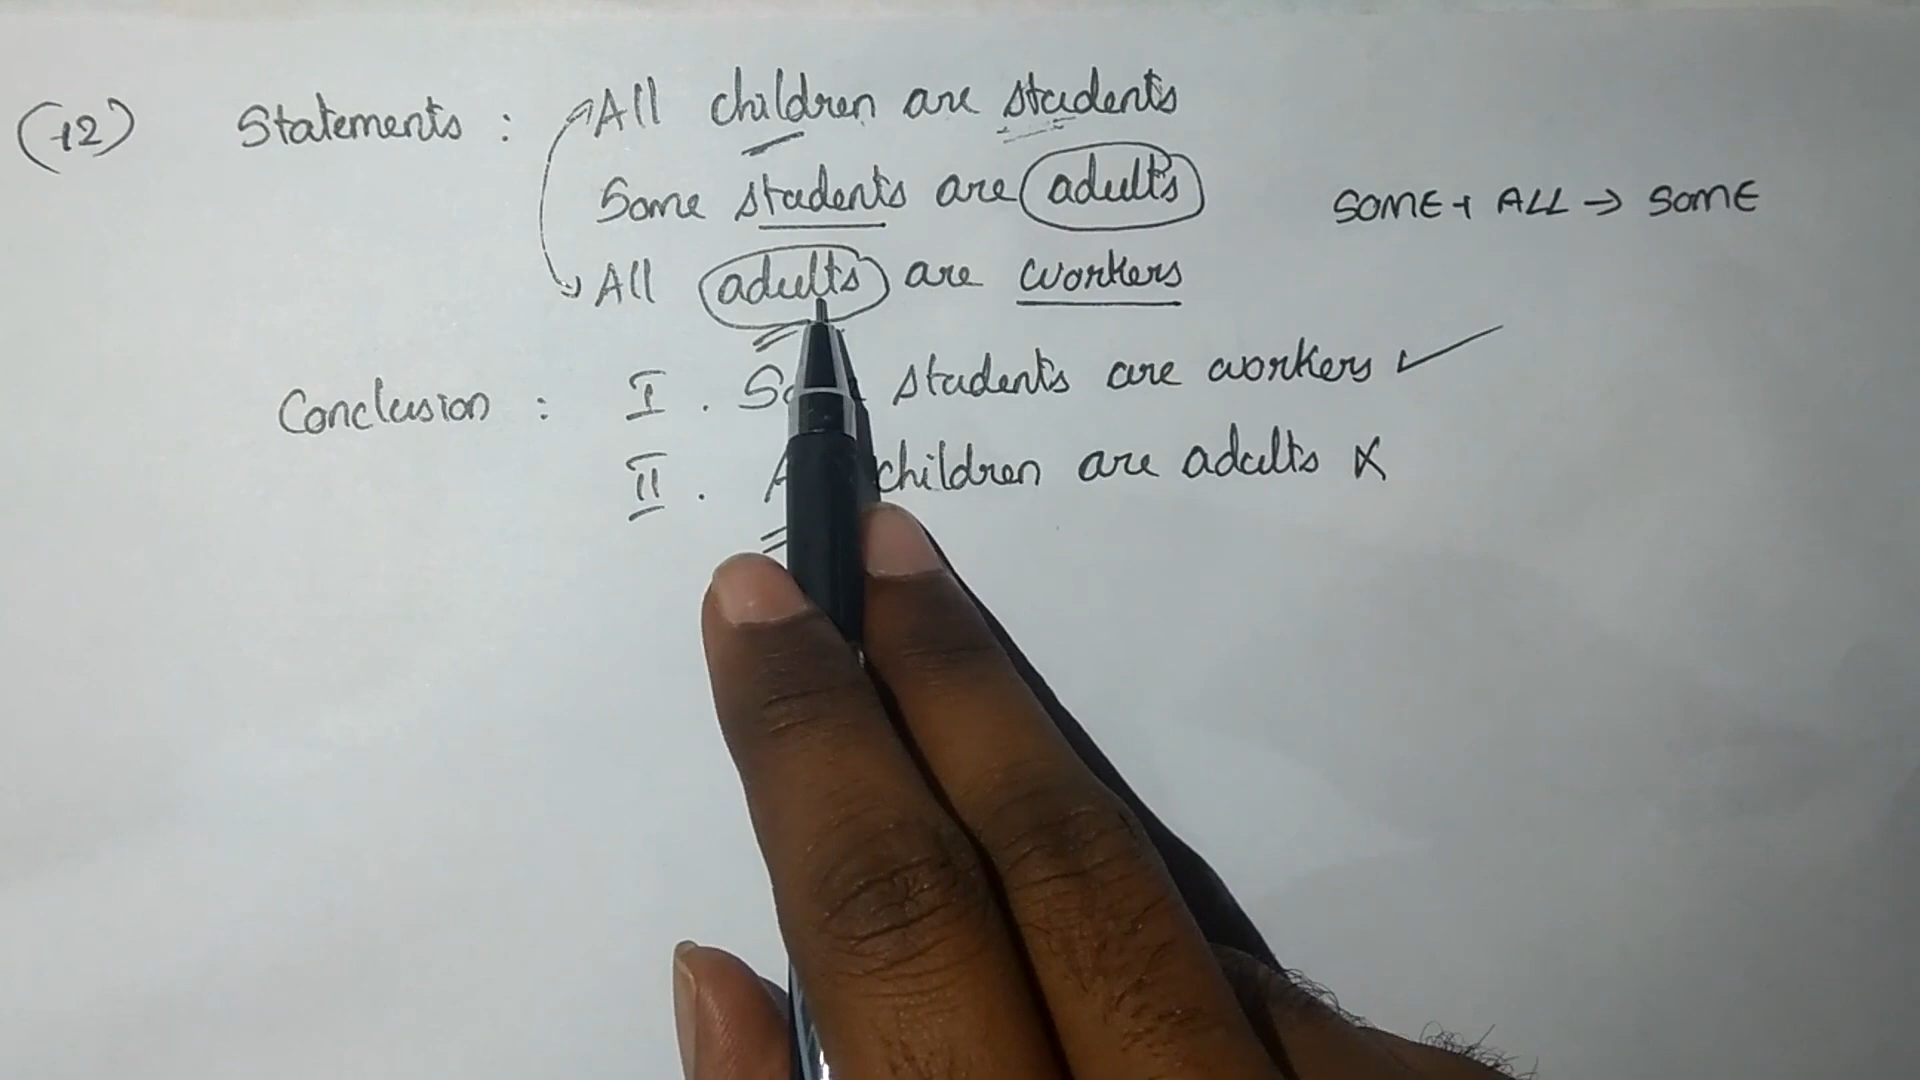 (12) Statements : All children are students
Some students are adults
SOME + ALL → SOME
All adults are workers
Conclusion : I . students are workers ✓
II . children are adults ✗